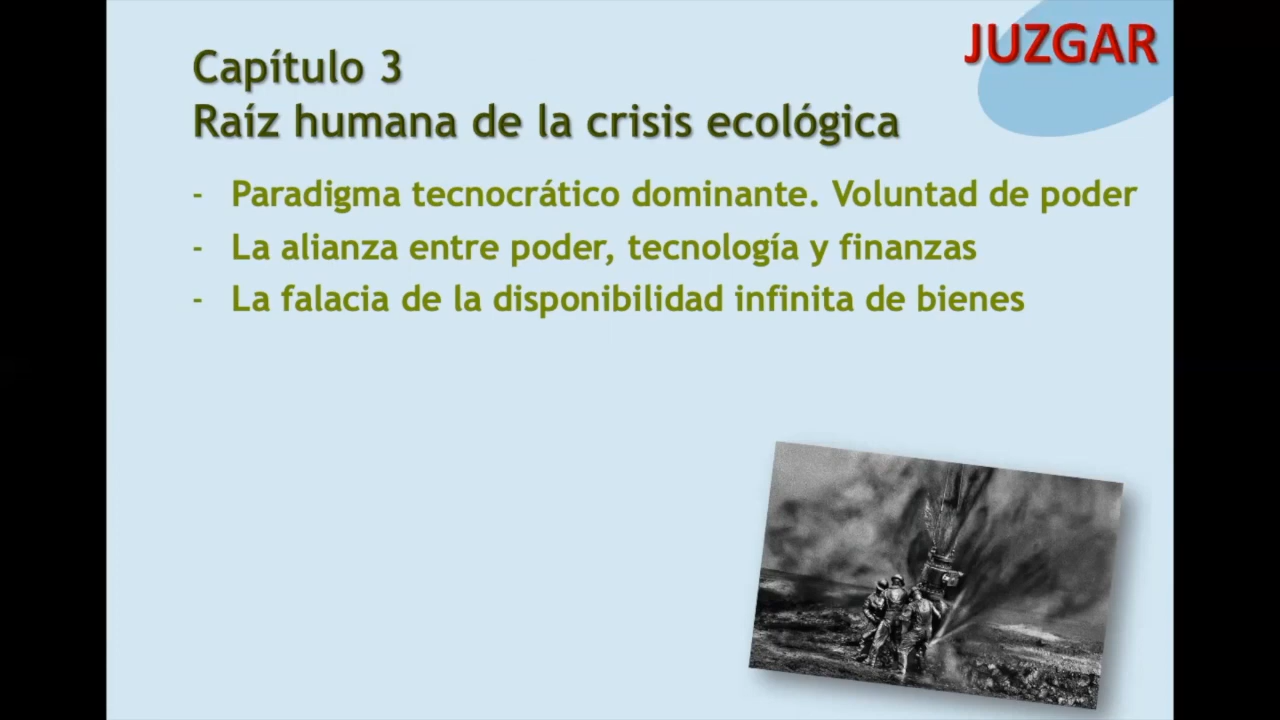 JUZGAR
Capítulo 3
Raíz humana de la crisis ecológica
- Paradigma tecnocrático dominante. Voluntad de poder
- La alianza entre poder, tecnología y finanzas
- La falacia de la disponibilidad infinita de bienes